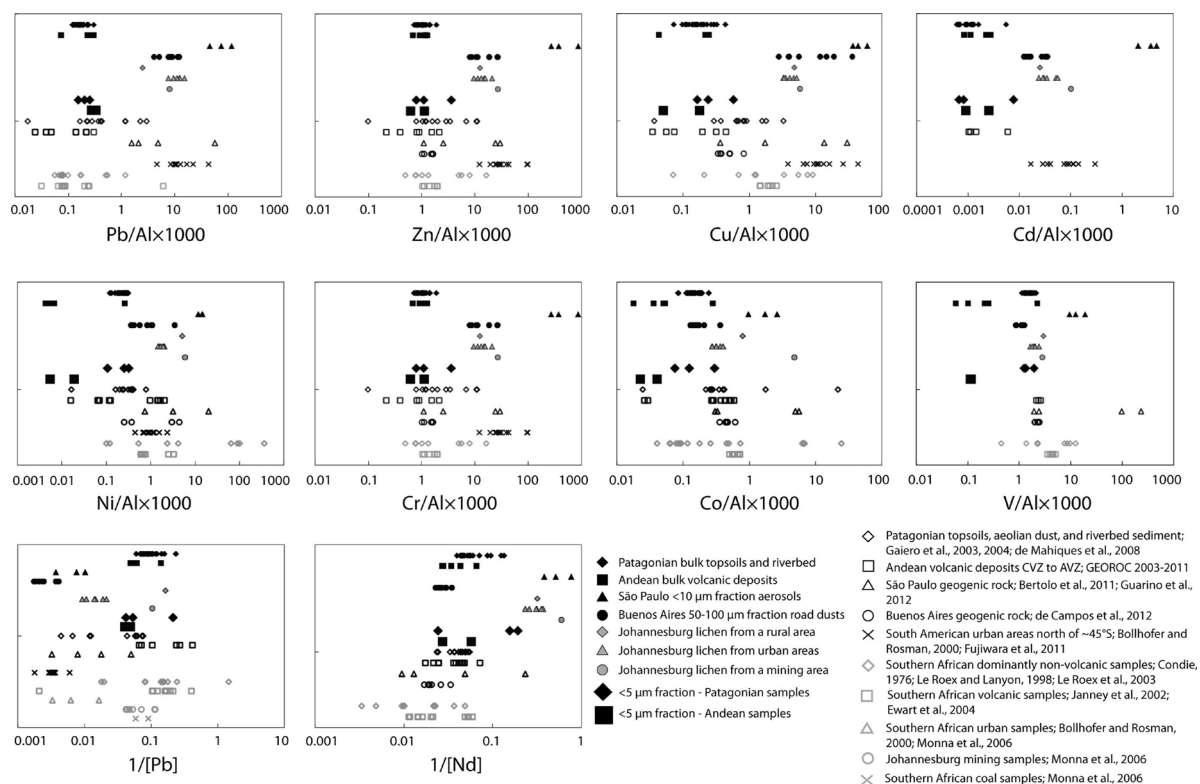 0.01 0.1 1 10 100 1000
Pb/Al×1000
0.01 0.1 1 10 100 1000
Zn/Al×1000
0.01 0.1 1 10 100
Cu/Al×1000
0.0001 0.001 0.01 0.1 1 10
Cd/Al×1000
0.001 0.01 0.1 1 10 100 1000
Ni/Al×1000
0.01 0.1 1 10 100 1000
Cr/Al×1000
0.01 0.1 1 10 100
Co/Al×1000
0.01 0.1 1 10 100 1000
V/Al×1000
0.001 0.01 0.1 1 10
1/[Pb]
0.001 0.01 0.1 1
1/[Nd]
Patagonian bulk topsoils and riverbed
Andean bulk volcanic deposits
São Paulo <10 µm fraction aerosols
Buenos Aires 50-100 µm fraction road dusts
Johannesburg lichen from a rural area
Johannesburg lichen from urban areas
Johannesburg lichen from a mining area
<5 µm fraction - Patagonian samples
<5 µm fraction - Andean samples
Patagonian topsoils, aeolian dust, and riverbed sediment;
Gaiero et al., 2003, 2004; de Mahiques et al., 2008
Andean volcanic deposits CVZ to AVZ; GEOROC 2003-2011
São Paulo geogenic rock; Bertolo et al., 2011; Guarino et al.,
2012
Buenos Aires geogenic rock; de Campos et al., 2012
South American urban areas north of ~45°S; Bollhofer and
Rosman, 2000; Fujiwara et al., 2011
Southern African dominantly non-volcanic samples; Condie,
1976; Le Roex and Lanyon, 1998; Le Roex et al., 2003
Southern African volcanic samples; Janney et al., 2002;
Ewart et al., 2004
Southern African urban samples; Bollhofer and Rosman,
2000; Monna et al., 2006
Johannesburg mining samples; Monna et al., 2006
Southern African coal samples; Monna et al., 2006